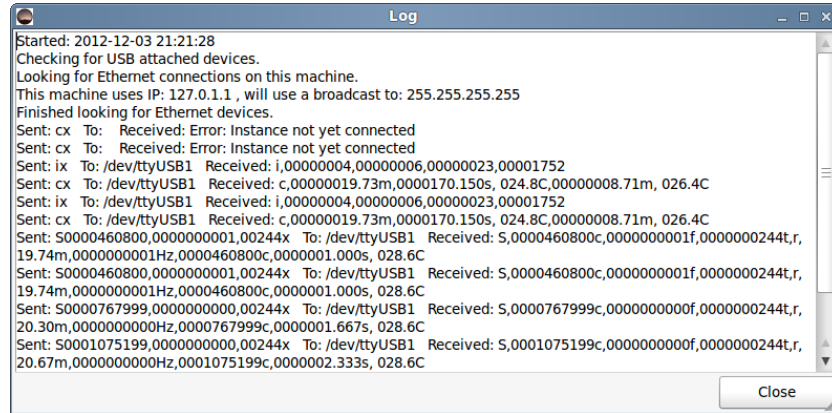 Log
Started: 2012-12-03 21:21:28
Checking for USB attached devices.
Looking for Ethernet connections on this machine.
This machine uses IP: 127.0.1.1 , will use a broadcast to: 255.255.255.255
Finished looking for Ethernet devices.
Sent: cx   To:    Received: Error: Instance not yet connected
Sent: cx   To:    Received: Error: Instance not yet connected
Sent: ix   To: /dev/ttyUSB1   Received: i,00000004,00000006,00000023,00001752
Sent: cx   To: /dev/ttyUSB1   Received: c,00000019.73m,0000170.150s, 024.8C,00000008.71m, 026.4C
Sent: ix   To: /dev/ttyUSB1   Received: i,00000004,00000006,00000023,00001752
Sent: cx   To: /dev/ttyUSB1   Received: c,00000019.73m,0000170.150s, 024.8C,00000008.71m, 026.4C
Sent: S0000460800,0000000001,00244x   To: /dev/ttyUSB1   Received: S,0000460800c,0000000001f,0000000244t,r,
19.74m,0000000001Hz,0000460800c,0000001.000s, 028.6C
Sent: S0000460800,0000000001,00244x   To: /dev/ttyUSB1   Received: S,0000460800c,0000000001f,0000000244t,r,
19.74m,0000000001Hz,0000460800c,0000001.000s, 028.6C
Sent: S0000767999,0000000000,00244x   To: /dev/ttyUSB1   Received: S,0000767999c,0000000000f,0000000244t,r,
20.30m,0000000000Hz,0000767999c,0000001.667s, 028.6C
Sent: S0001075199,0000000000,00244x   To: /dev/ttyUSB1   Received: S,0001075199c,0000000000f,0000000244t,r,
20.67m,0000000000Hz,0001075199c,0000002.333s, 028.6C
Close